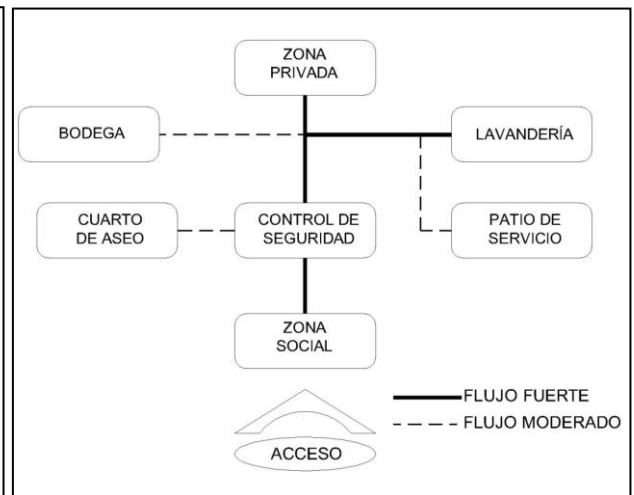 ZONA
PRIVADA
BODEGA
LAVANDERÍA
CUARTO
DE ASEO
CONTROL DE
SEGURIDAD
PATIO DE
SERVICIO
ZONA
SOCIAL
FLUJO FUERTE
FLUJO MODERADO
ACCESO